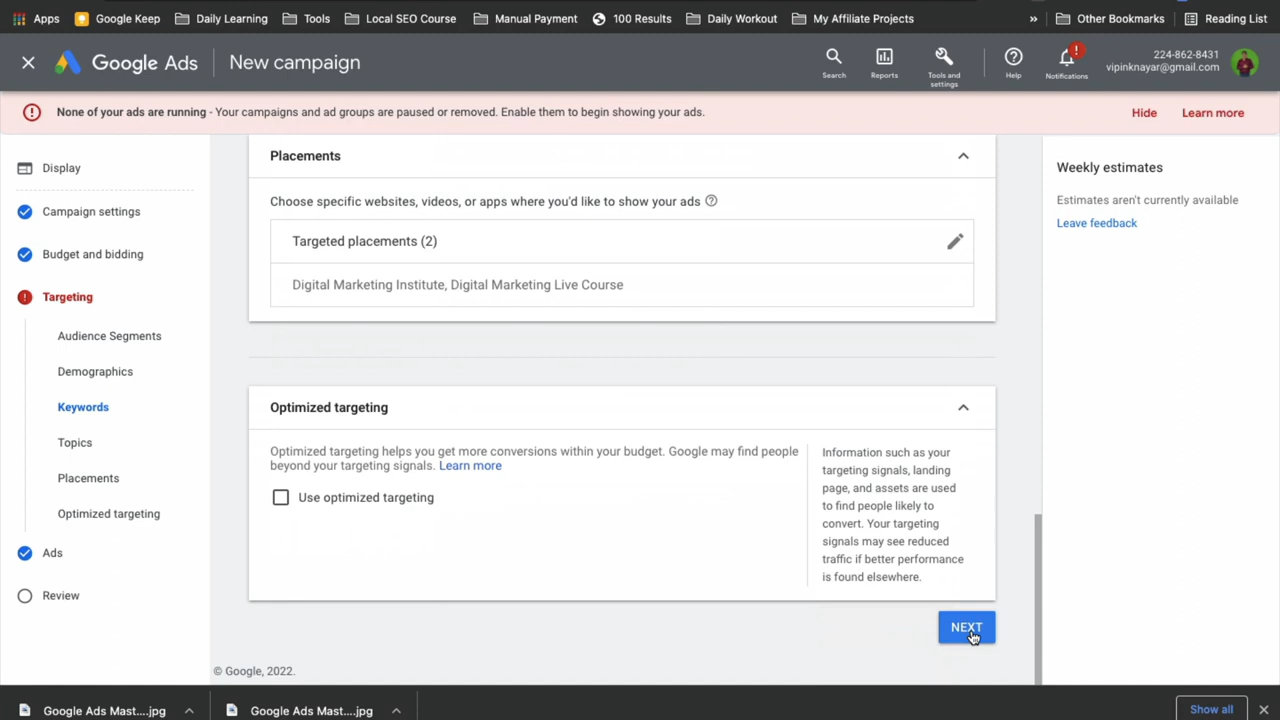 Apps
Google Keep
Daily Learning
Tools
Local SEO Course
Manual Payment
100 Results
Daily Workout
My Affiliate Projects
»
Other Bookmarks
Reading List
Google Ads
New campaign
Search
Reports
Tools and
settings
Help
Notifications
224-862-8431
vipinknayar@gmail.com
None of your ads are running - Your campaigns and ad groups are paused or removed. Enable them to begin showing your ads.
Hide
Learn more
Display
Campaign settings
Budget and bidding
Targeting
Audience Segments
Demographics
Keywords
Topics
Placements
Optimized targeting
Ads
Review
Placements
Choose specific websites, videos, or apps where you'd like to show your ads
Targeted placements (2)
Digital Marketing Institute, Digital Marketing Live Course
Optimized targeting
Optimized targeting helps you get more conversions within your budget. Google may find people
beyond your targeting signals. Learn more
Use optimized targeting
Information such as your
targeting signals, landing
page, and assets are used
to find people likely to
convert. Your targeting
signals may see reduced
traffic if better performance
is found elsewhere.
NEXT
© Google, 2022.
Weekly estimates
Estimates aren't currently available
Leave feedback
Google Ads Mast....jpg
Google Ads Mast....jpg
Show all